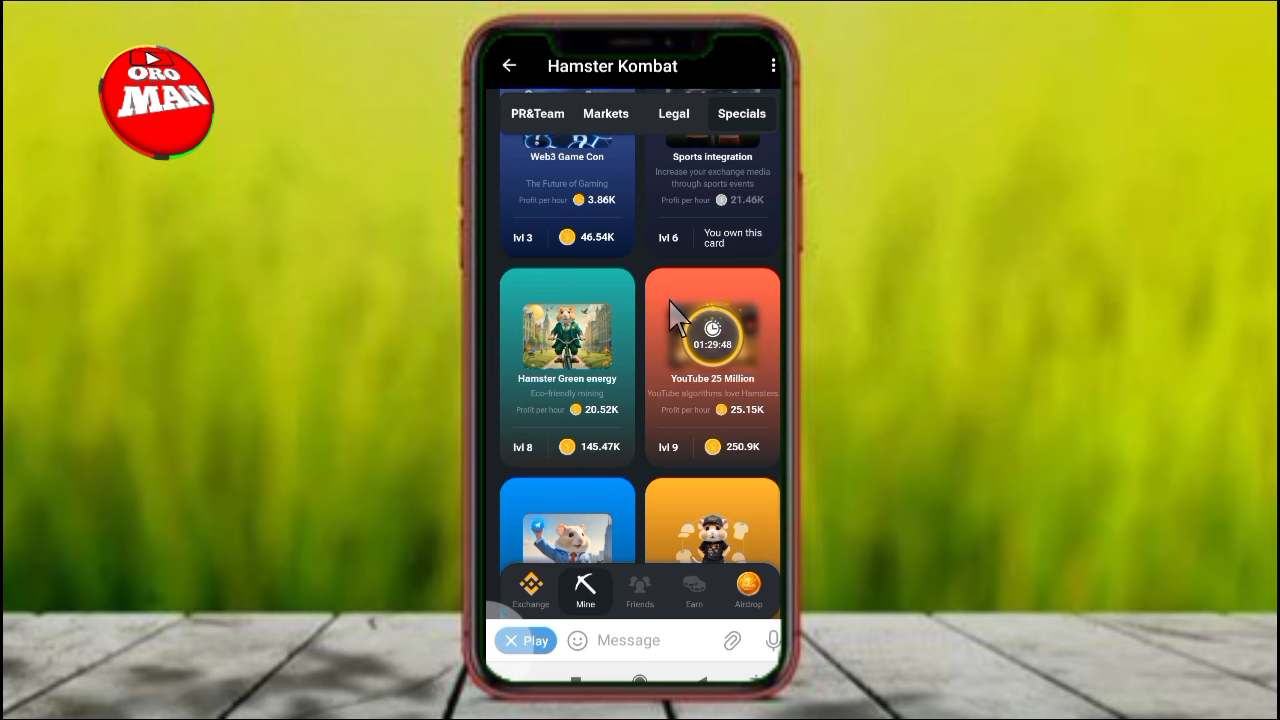 ORO
MAN
Hamster Kombat
PR&Team
Markets
Legal
Specials
Web3 Game Con
The Future of Gaming
Profit per hour 3.86K
lvl 3
46.54K
Sports integration
Increase your exchange media
through sports events
Profit per hour 21.46K
lvl 6
You own this
card
Hamster Green energy
Eco-friendly mining
Profit per hour 20.52K
lvl 8
145.47K
01:29:48
YouTube 25 Million
YouTube algorithms love Hamsters
Profit per hour 25.15K
lvl 9
250.9K
Exchange
Mine
Friends
Earn
Airdrop
Play
Message